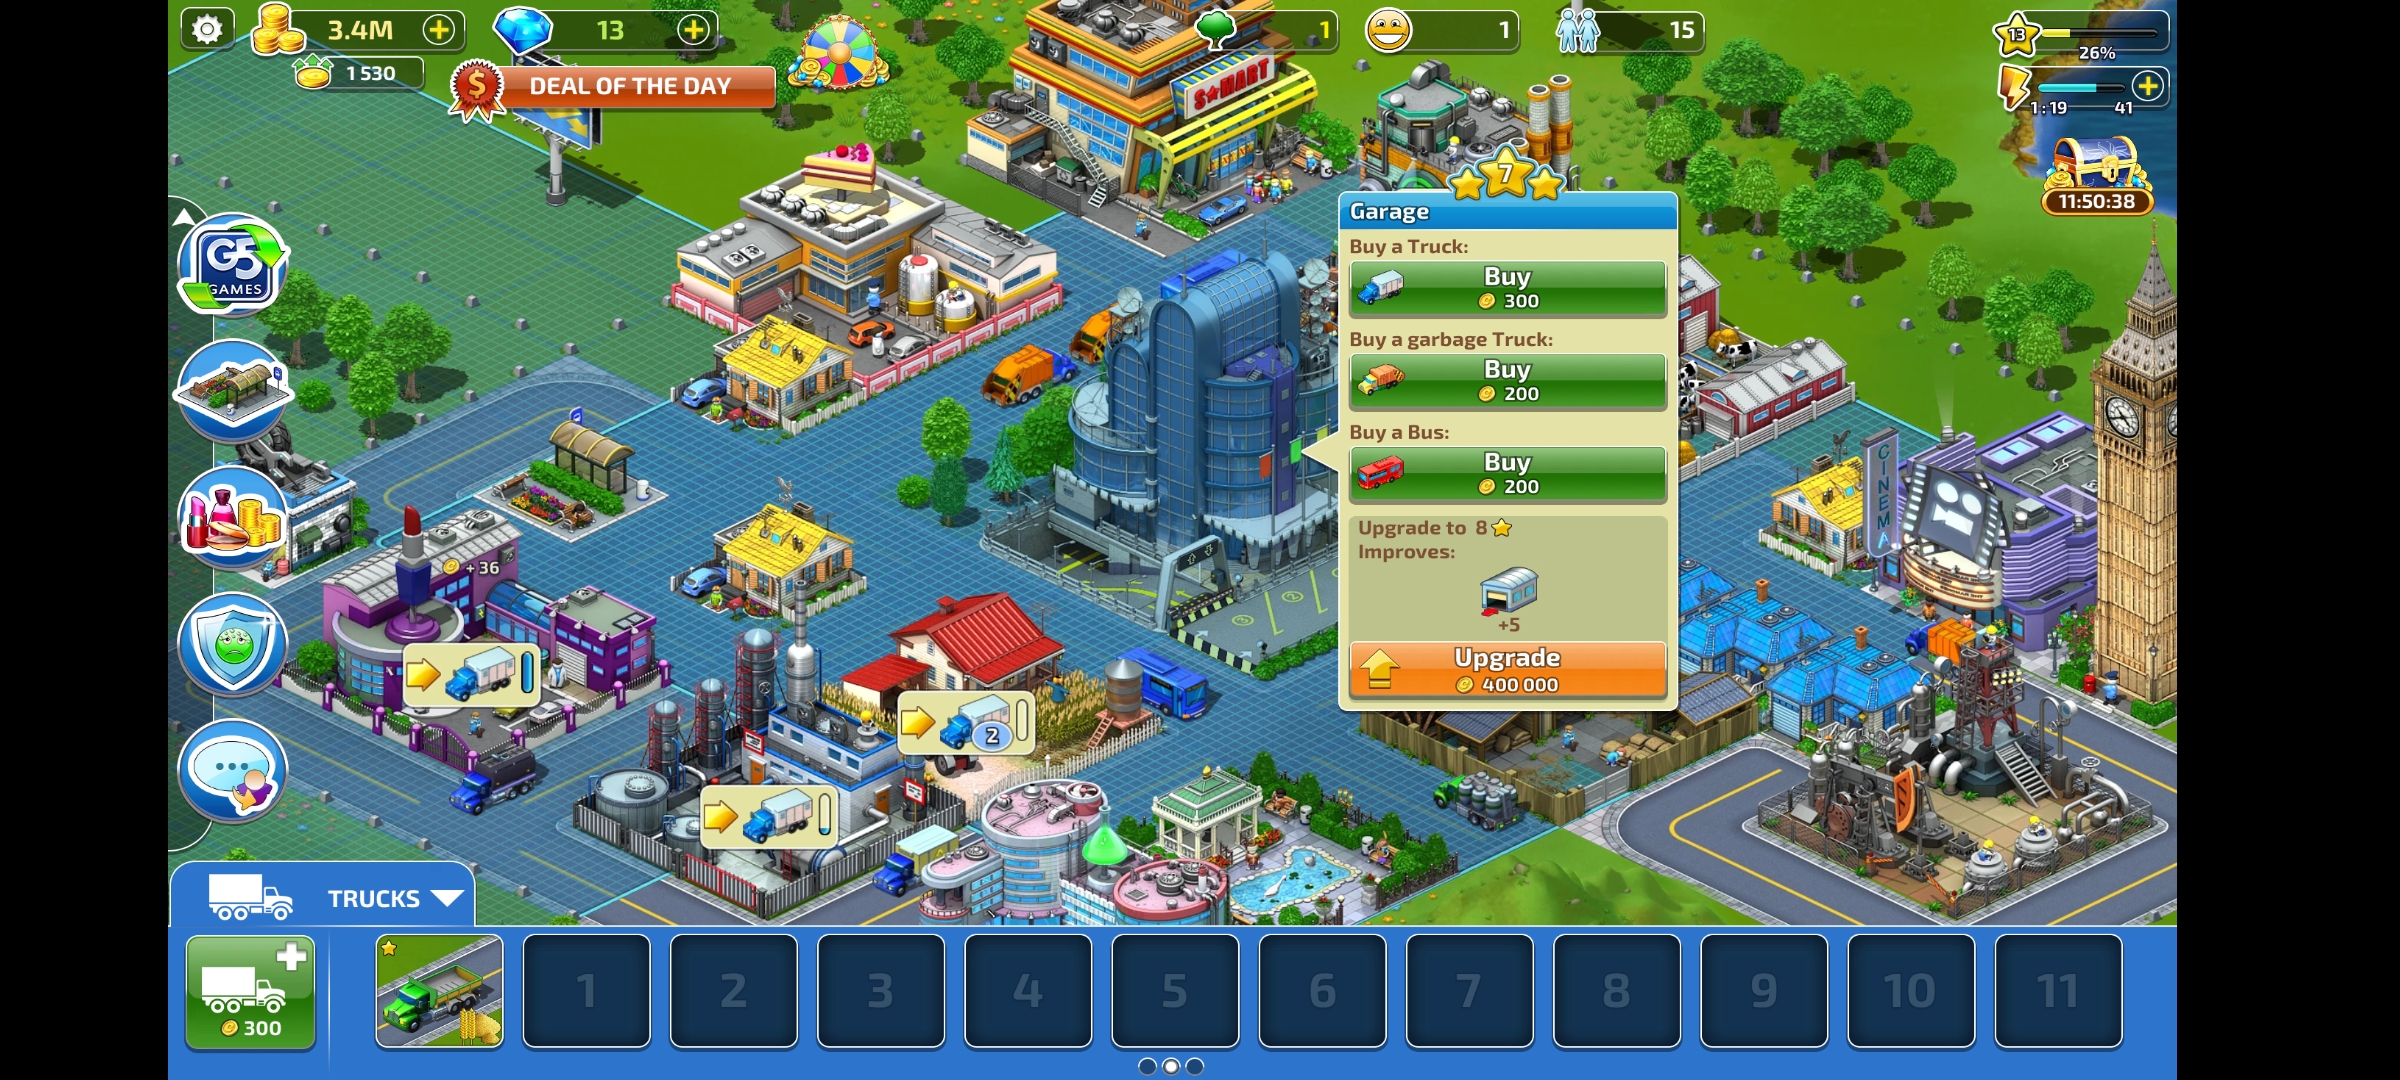 3.4M
13
1
1
15
13
26%
1 530
DEAL OF THE DAY
S★MART
1:19
41
11:50:38
7
Garage
Buy a Truck:
Buy
300
Buy a garbage Truck:
Buy
200
Buy a Bus:
Buy
200
Upgrade to 8
Improves:
+5
Upgrade
400 000
G5
GAMES
CINEMA
+ 36
2
TRUCKS
300
1
2
3
4
5
6
7
8
9
10
11